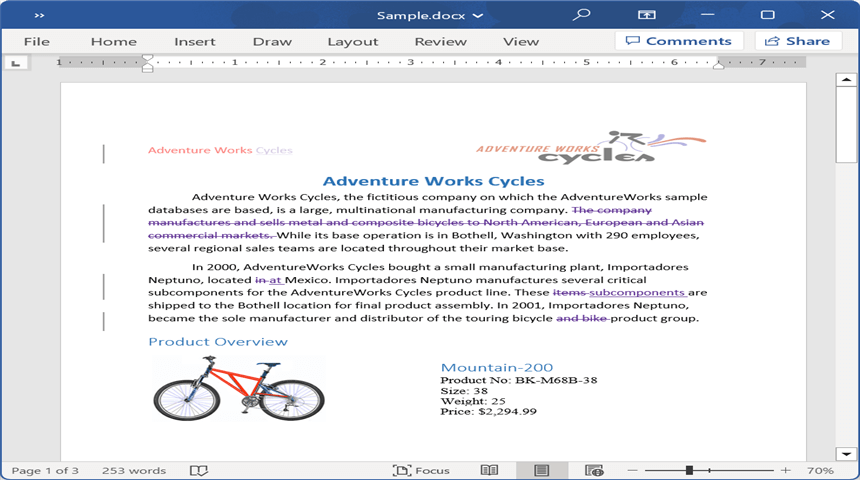 Sample.docx
File Home Insert Draw Layout Review View Comments Share
1 1 2 3 4 5 6 7
Adventure Works Cycles
ADVENTURE WORKS
cycles
Adventure Works Cycles
Adventure Works Cycles, the fictitious company on which the AdventureWorks sample
databases are based, is a large, multinational manufacturing company. The company
manufactures and sells metal and composite bicycles to North American, European and Asian
commercial markets. While its base operation is in Bothell, Washington with 290 employees,
several regional sales teams are located throughout their market base.
In 2000, AdventureWorks Cycles bought a small manufacturing plant, Importadores
Neptuno, located in at Mexico. Importadores Neptuno manufactures several critical
subcomponents for the AdventureWorks Cycles product line. These items subcomponents are
shipped to the Bothell location for final product assembly. In 2001, Importadores Neptuno,
became the sole manufacturer and distributor of the touring bicycle and bike product group.
Product Overview
Mountain-200
Product No: BK-M68B-38
Size: 38
Weight: 25
Price: $2,294.99
Page 1 of 3 253 words Focus 70%